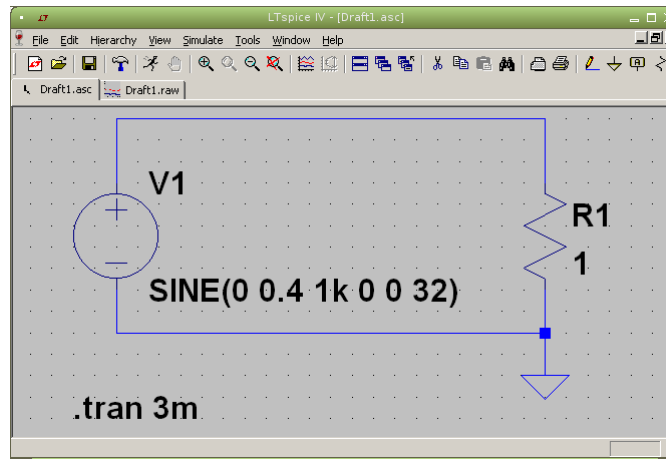 LTspice IV - [Draft1.asc]
File Edit Hierarchy View Simulate Tools Window Help
Draft1.asc Draft1.raw
V1
R1
1
SINE(0 0.4 1k 0 0 32)
.tran 3m